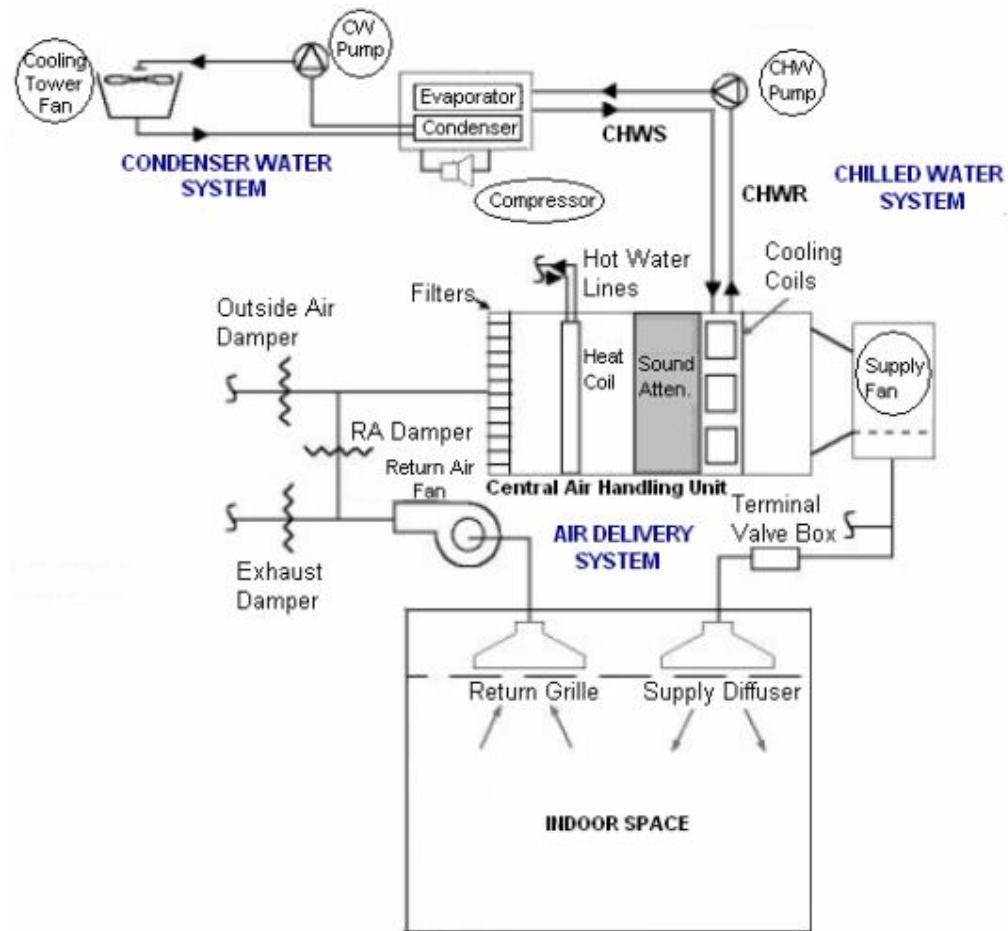 Cooling
Tower
Fan
CW
Pump
Evaporator
Condenser
CHW
Pump
CHWS
CONDENSER WATER
SYSTEM
Compressor
CHWR
CHILLED WATER
SYSTEM
Cooling
Coils
Hot Water
Lines
Filters
Outside Air
Damper
Heat
Coil
Sound
Atten.
Supply
Fan
RA Damper
Return Air
Fan
Central Air Handling Unit
Terminal
Valve Box
AIR DELIVERY
SYSTEM
Exhaust
Damper
Return Grille
Supply Diffuser
INDOOR SPACE